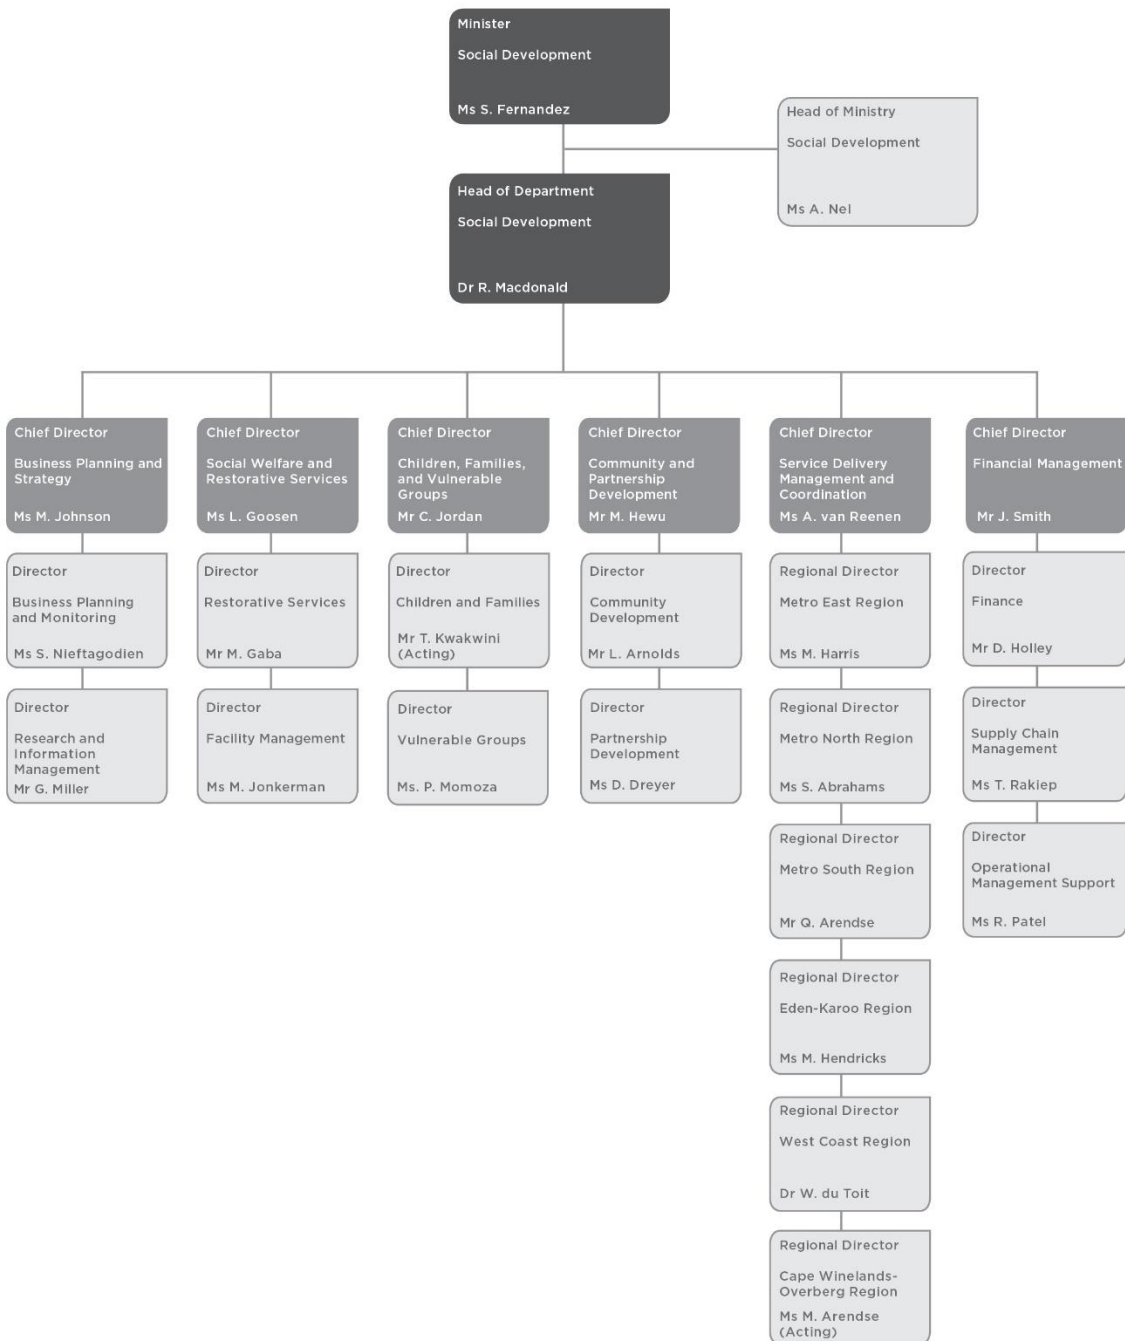 Minister
Social Development
Ms S. Fernandez
Head of Ministry
Social Development
Ms A. Nel
Head of Department
Social Development
Dr R. Macdonald
Chief Director
Business Planning and
Strategy
Ms M. Johnson
Chief Director
Social Welfare and
Restorative Services
Ms L. Goosen
Chief Director
Children, Families,
and Vulnerable
Groups
Mr C. Jordan
Chief Director
Community and
Partnership
Development
Mr M. Hewu
Chief Director
Service Delivery
Management and
Coordination
Ms A. van Reenen
Chief Director
Financial Management
Mr J. Smith
Director
Business Planning
and Monitoring
Ms S. Nieftagodien
Director
Restorative Services
Mr M. Gaba
Director
Children and Families
Mr T. Kwakwini
(Acting)
Director
Community
Development
Mr L. Arnolds
Regional Director
Metro East Region
Ms M. Harris
Director
Finance
Mr D. Holley
Director
Research and
Information
Management
Mr G. Miller
Director
Facility Management
Ms M. Jonkerman
Director
Vulnerable Groups
Ms. P. Momoza
Director
Partnership
Development
Ms D. Dreyer
Regional Director
Metro North Region
Ms S. Abrahams
Director
Supply Chain
Management
Ms T. Rakiep
Regional Director
Metro South Region
Mr Q. Arendse
Director
Operational
Management Support
Ms R. Patel
Regional Director
Eden-Karoo Region
Ms M. Hendricks
Regional Director
West Coast Region
Dr W. du Toit
Regional Director
Cape Winelands-
Overberg Region
Ms M. Arendse
(Acting)